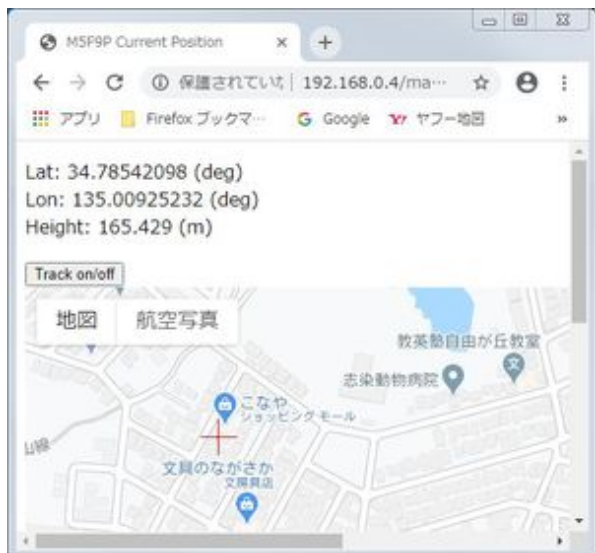 M5F9P Current Position
保護されていな 192.168.0.4/ma…
アプリ Firefox ブックマ… Google ヤフー地図 »
Lat: 34.78542098 (deg)
Lon: 135.00925232 (deg)
Height: 165.429 (m)
Track on/off
地図 航空写真
教英塾自由が丘教室
志染動物病院
こなや
ショッピング モール
文具のながさか
文房具店